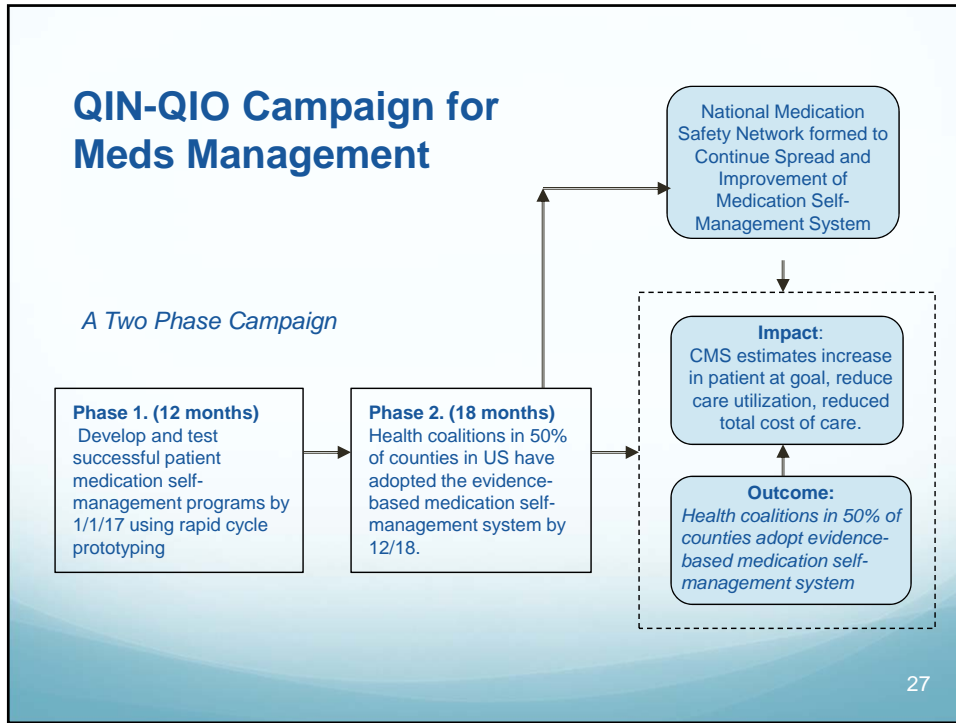 QIN-QIO Campaign for
Meds Management
National Medication
Safety Network formed to
Continue Spread and
Improvement of
Medication Self-
Management System
A Two Phase Campaign
Phase 1. (12 months)
Develop and test
successful patient
medication self-
management programs by
1/1/17 using rapid cycle
prototyping
Phase 2. (18 months)
Health coalitions in 50%
of counties in US have
adopted the evidence-
based medication self-
management system by
12/18.
Impact:
CMS estimates increase
in patient at goal, reduce
care utilization, reduced
total cost of care.
Outcome:
Health coalitions in 50% of
counties adopt evidence-
based medication self-
management system
27